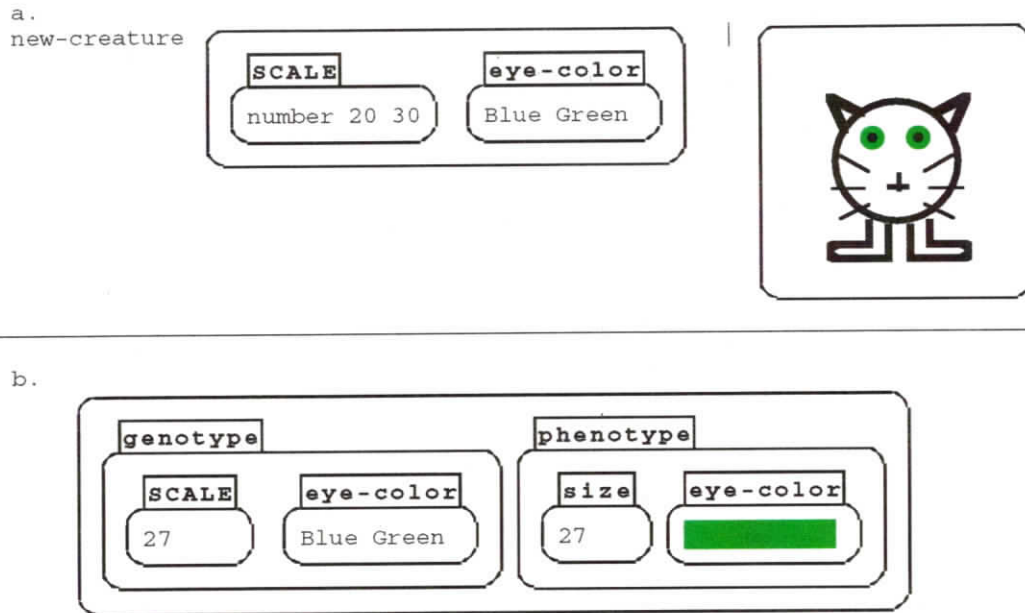 a.
new-creature
SCALE eye-color
number 20 30 Blue Green
b.
genotype phenotype
SCALE eye-color size eye-color
27 Blue Green 27